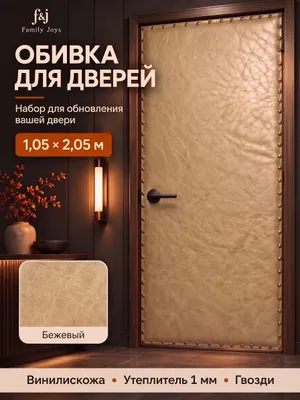 f&j
Family Joys
ОБИВКА
ДЛЯ ДВЕРЕЙ
Набор для обновления
вашей двери
1,05 × 2,05 м
Бежевый
Винилискожа • Утеплитель 1 мм • Гвозди